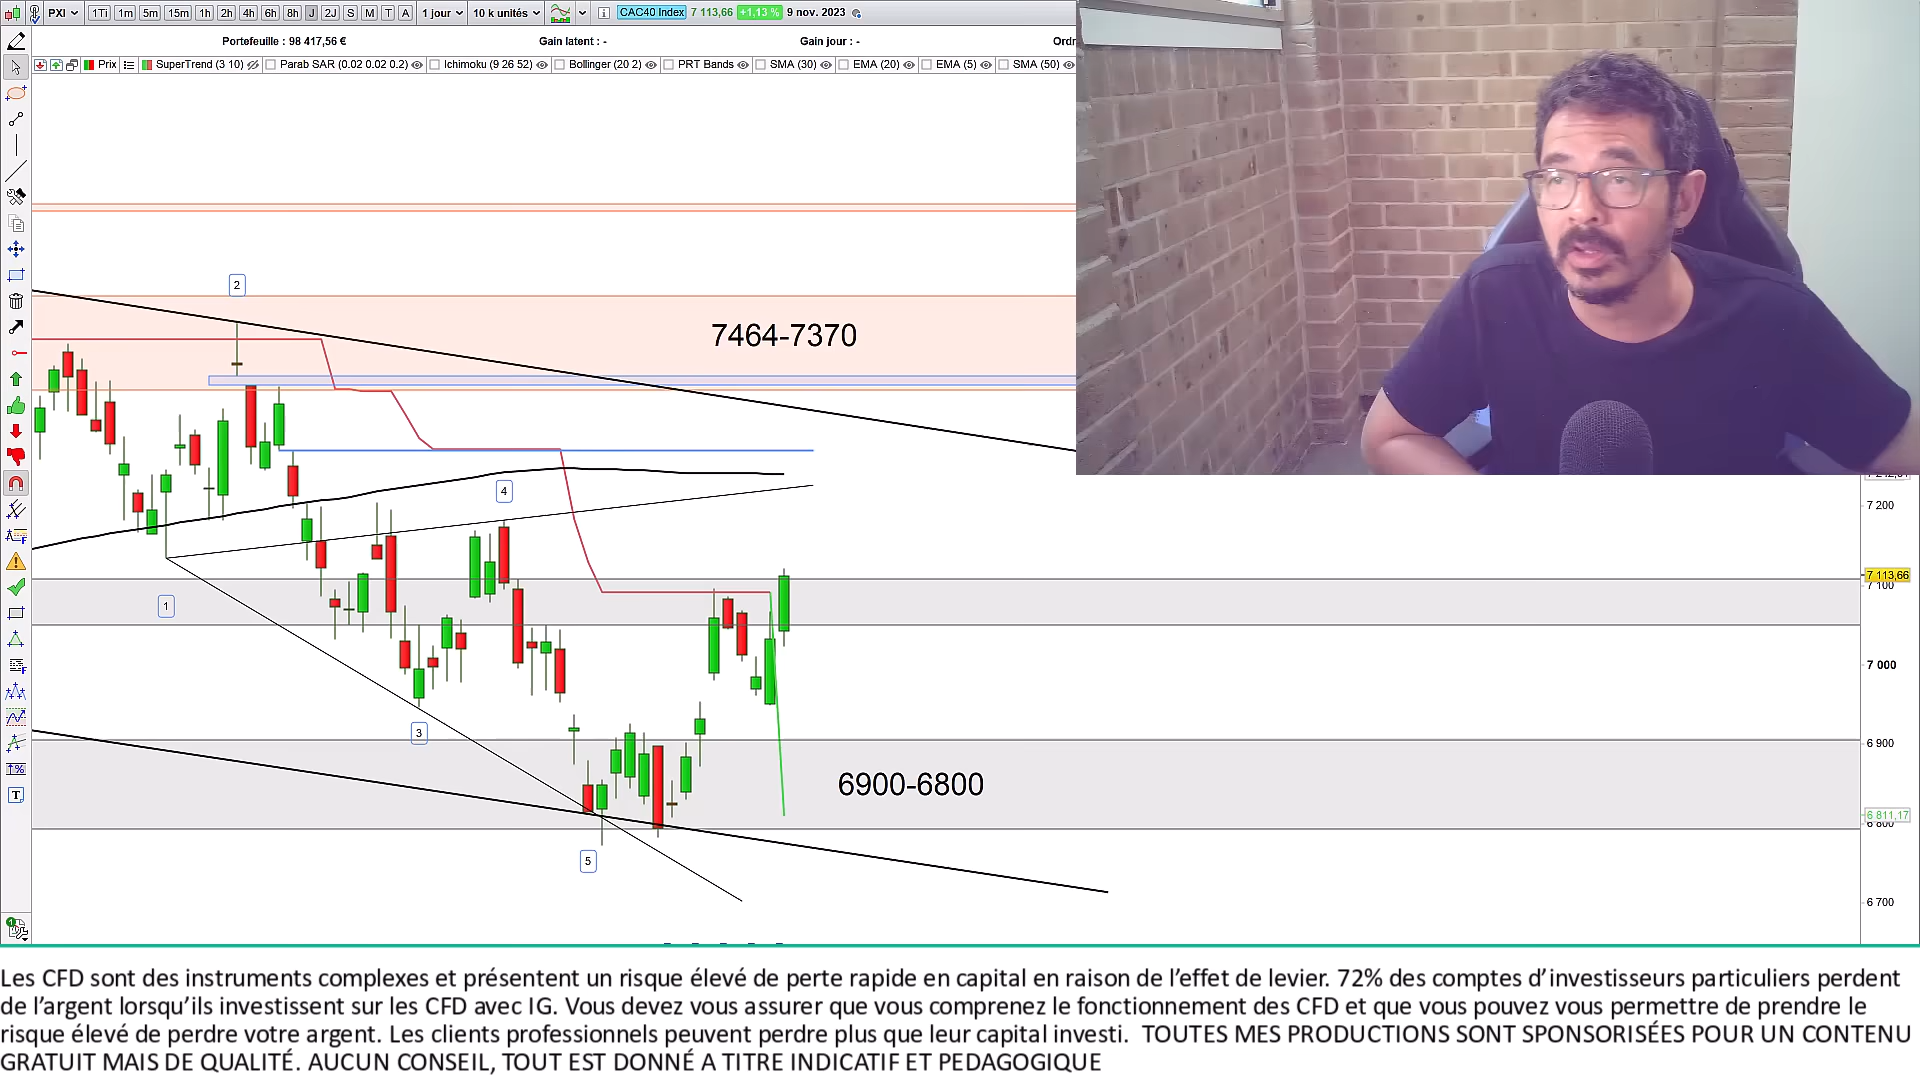 PXI 1Ti 1m 5m 15m 1h 2h 4h 6h 8h J 2J S M T A 1 jour 10 k unités CAC40 Index 7 113,66 +1,13 % 9 nov. 2023
Portefeuille : 98 417,56 € Gain latent : - Gain jour : - Ordr
Prix SuperTrend (3 10) Parab SAR (0.02 0.02 0.2) Ichimoku (9 26 52) Bollinger (20 2) PRT Bands SMA (30) EMA (20) EMA (5) SMA (50)
2
7464-7370
4
7 200
7 113,66
7 100
1
7 000
3
6 900
6900-6800
6 811,17
6 800
5
6 700
Les CFD sont des instruments complexes et présentent un risque élevé de perte rapide en capital en raison de l’effet de levier. 72% des comptes d’investisseurs particuliers perdent
de l’argent lorsqu’ils investissent sur les CFD avec IG. Vous devez vous assurer que vous comprenez le fonctionnement des CFD et que vous pouvez vous permettre de prendre le
risque élevé de perdre votre argent. Les clients professionnels peuvent perdre plus que leur capital investi. TOUTES MES PRODUCTIONS SONT SPONSORISÉES POUR UN CONTENU
GRATUIT MAIS DE QUALITÉ. AUCUN CONSEIL, TOUT EST DONNÉ A TITRE INDICATIF ET PEDAGOGIQUE